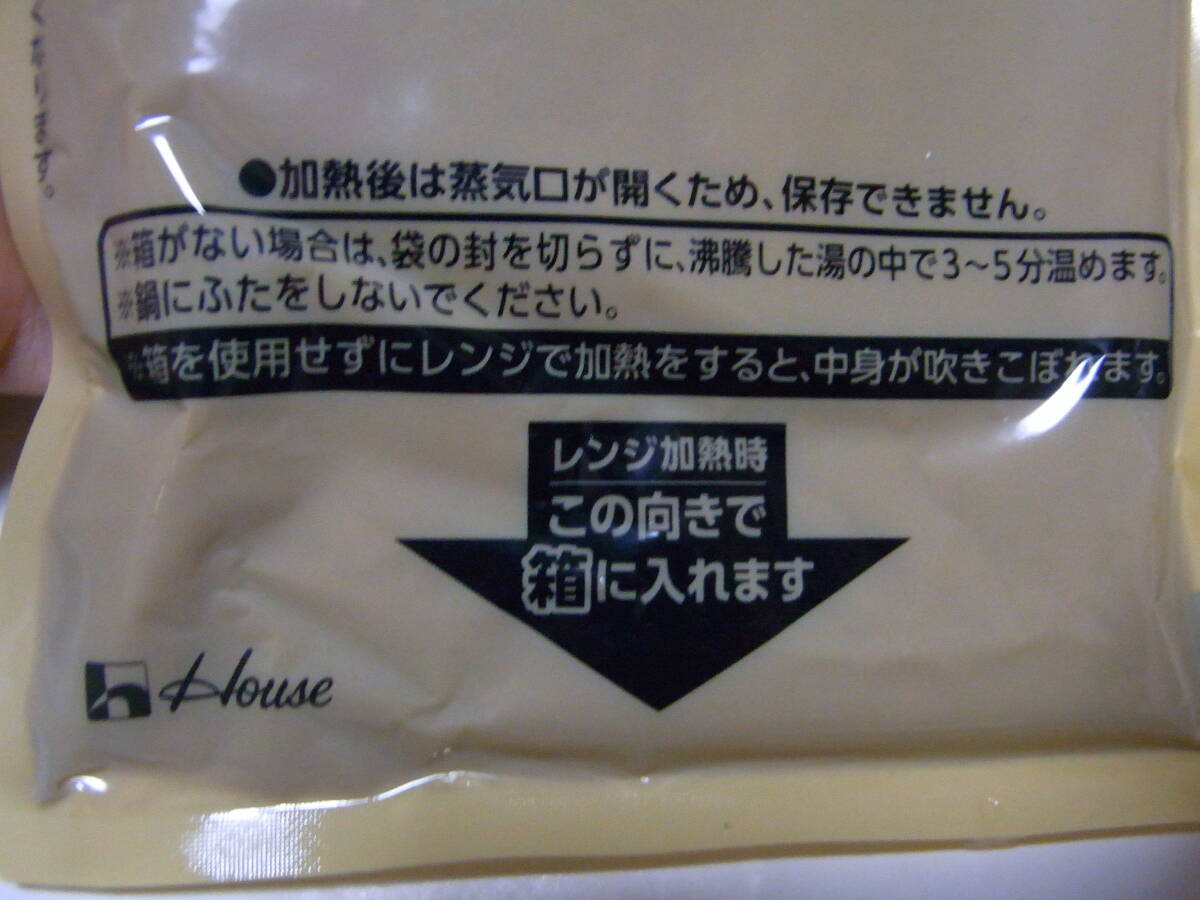 ます。
●加熱後は蒸気口が開くため、保存できません。
※箱がない場合は、袋の封を切らずに、沸騰した湯の中で3～5分温めます。
※鍋にふたをしないでください。
※箱を使用せずにレンジで加熱をすると、中身が吹きこぼれます。
レンジ加熱時
この向きで
箱に入れます
House